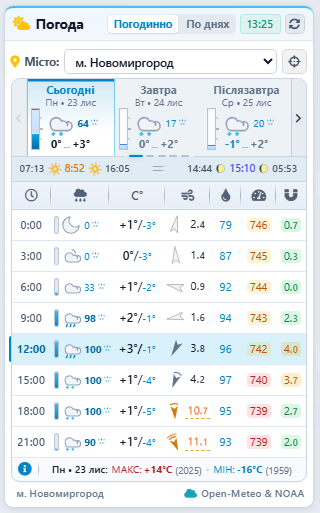 Погода Погодинно По днях 13:25
Місто: м. Новомиргород
Сьогодні Завтра Післязавтра
Пн • 23 лис Вт • 24 лис Ср • 25 лис
64 17 20
0° .. +3° 0° .. +2° -1° .. +2°
07:13 8:52 16:05 14:44 15:10 05:53
C°
0:00 0 +1°/-3° 2.4 79 746 0.7
3:00 0 0°/-3° 1.4 87 745 0.3
6:00 33 +1°/-2° 0.9 92 744 0.0
9:00 98 +2°/-1° 1.6 94 743 2.3
12:00 100 +3°/-1° 3.8 96 742 4.0
15:00 100 +1°/-4° 4.2 97 740 3.7
18:00 100 +1°/-5° 10.7 95 739 2.7
21:00 90 +1°/-4° 11.1 93 739 2.0
Пн • 23 лис: МАКС: +14°C (2025) · МІН: -16°C (1959)
м. Новомиргород Open-Meteo & NOAA